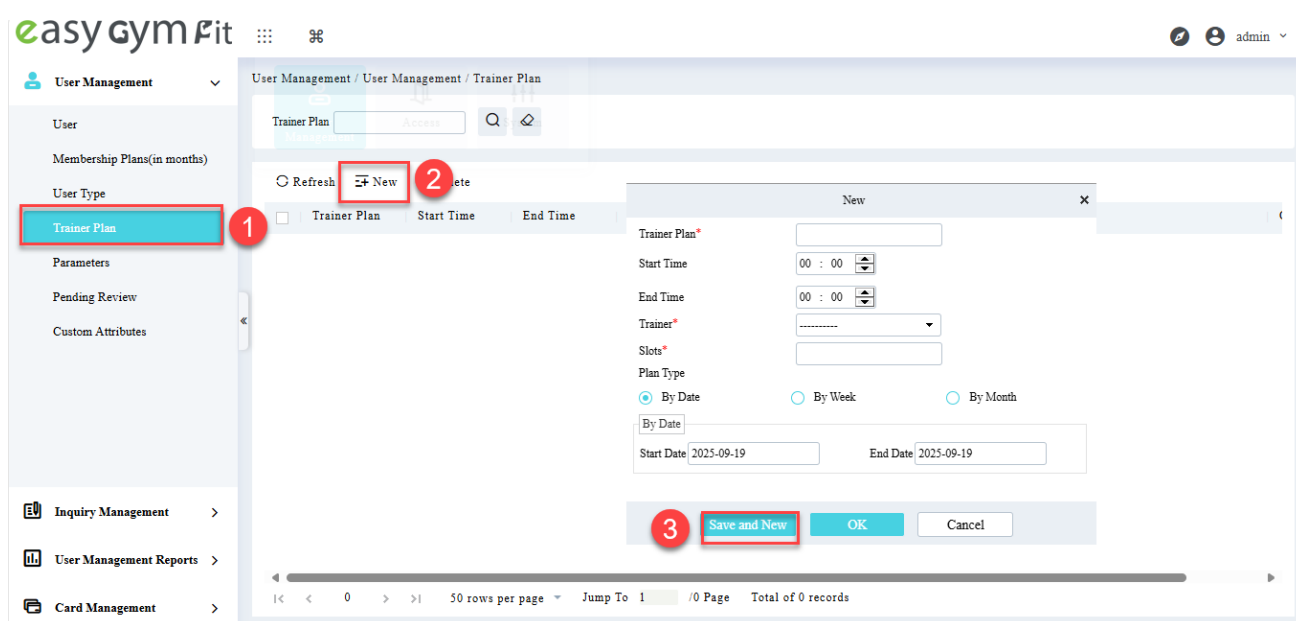 easy Gym Fit
admin
User Management
User
Membership Plans(in months)
User Type
Trainer Plan
1
Parameters
Pending Review
Custom Attributes
Inquiry Management
User Management Reports
Card Management
User Management / User Management / Trainer Plan
Trainer Plan
Access
Management
Refresh
New
2
Trainer Plan Start Time End Time
New
Trainer Plan*
Start Time 00 : 00
End Time 00 : 00
Trainer* ----------
Slots*
Plan Type
By Date By Week By Month
By Date
Start Date 2025-09-19 End Date 2025-09-19
3
Save and New OK Cancel
0 50 rows per page Jump To 1 /0 Page Total of 0 records